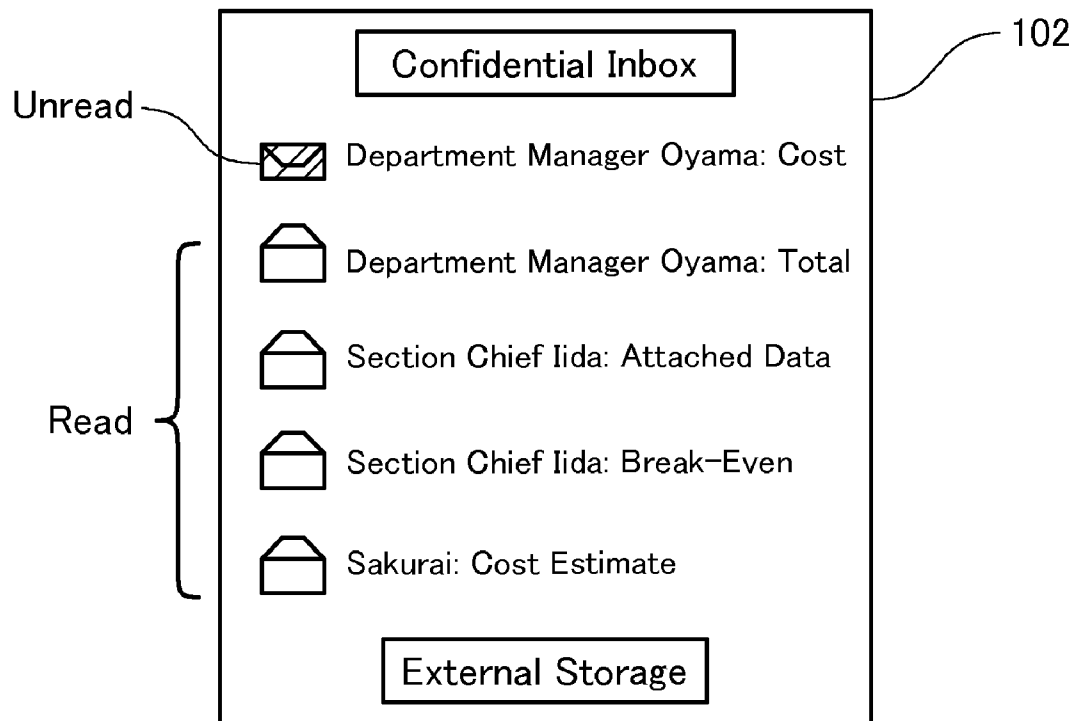 102
Confidential Inbox
Unread
Department Manager Oyama: Cost
Department Manager Oyama: Total
Section Chief Iida: Attached Data
Read
Section Chief Iida: Break-Even
Sakurai: Cost Estimate
External Storage